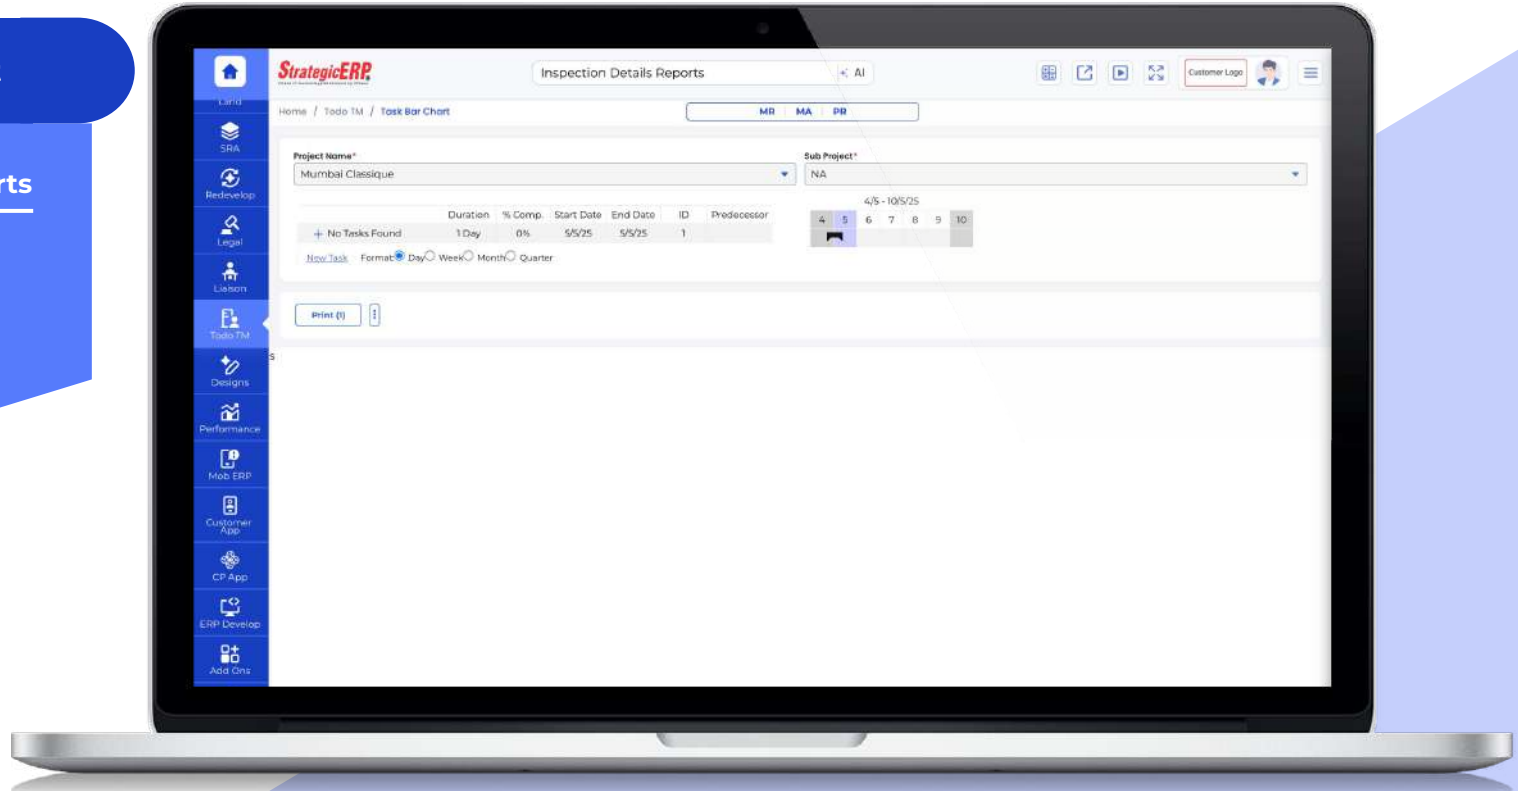 rts
StrategicERP
Inspection Details Reports
AI
Customer Logo
Home / Todo TM / Task Bar Chart
MR MA PR
Land
SRA
Redevelop
Legal
Liaison
Todo TM
Designs
Performance
Mob ERP
Customer App
CP App
ERP Develop
Add Ons
Project Name*
Mumbai Classique
Sub Project*
NA
Duration % Comp. Start Date End Date ID Predecessor
+ No Tasks Found 1 Day 0% 5/5/25 5/5/25 1
New Task Format: Day Week Month Quarter
4/5 - 10/5/25
4 5 6 7 8 9 10
Print (1)
s